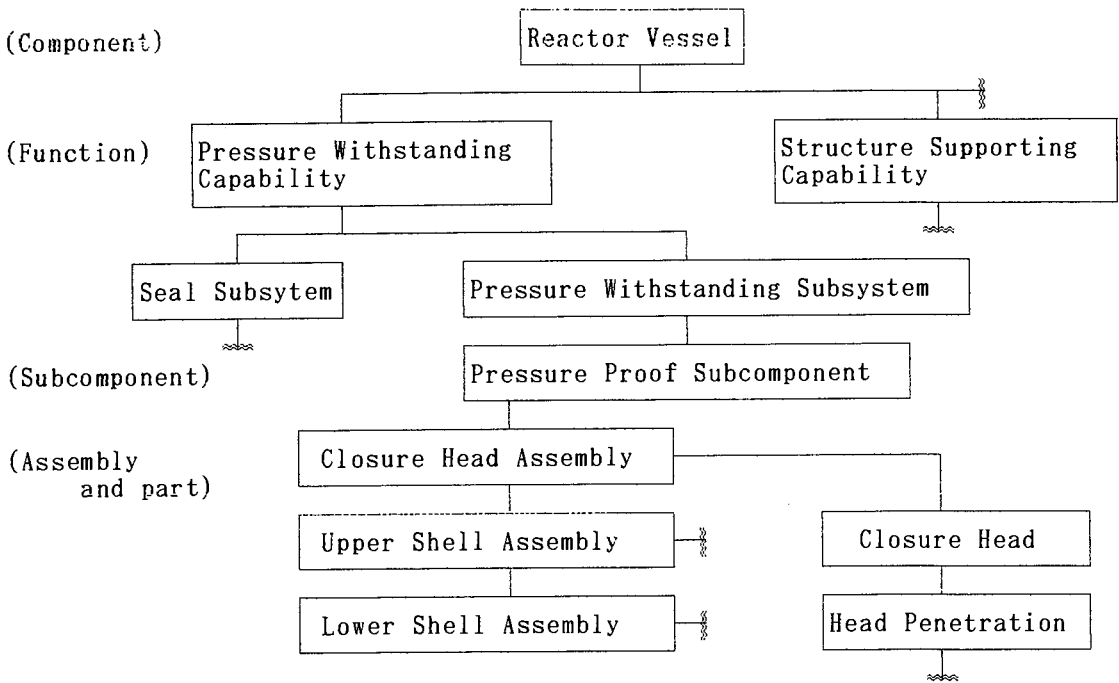 (Component)
Reactor Vessel
(Function)
Pressure Withstanding
Capability
Structure Supporting
Capability
Seal Subsytem
Pressure Withstanding Subsystem
(Subcomponent)
Pressure Proof Subcomponent
(Assembly
and part)
Closure Head Assembly
Upper Shell Assembly
Closure Head
Lower Shell Assembly
Head Penetration